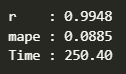 r    : 0.9948
mape : 0.0885
Time : 250.40